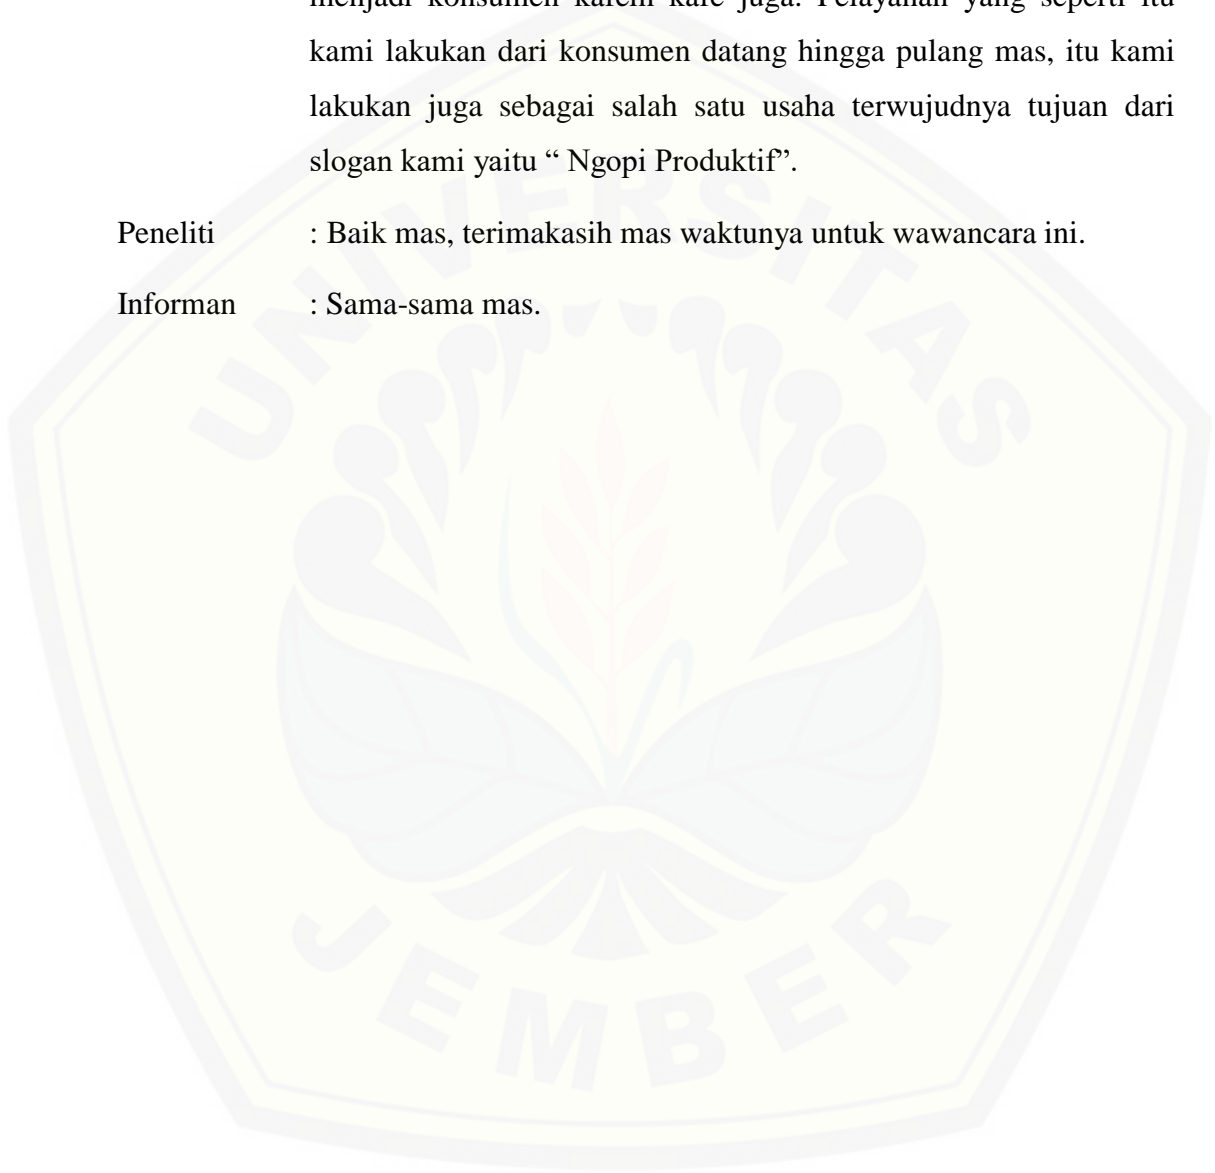 menjadi konsumen karem kafe juga. Pelayanan yang seperti itu
kami lakukan dari konsumen datang hingga pulang mas, itu kami
lakukan juga sebagai salah satu usaha terwujudnya tujuan dari
slogan kami yaitu “ Ngopi Produktif”.
Peneliti : Baik mas, terimakasih mas waktunya untuk wawancara ini.
Informan : Sama-sama mas.
UNIVERSITAS
JEMBER